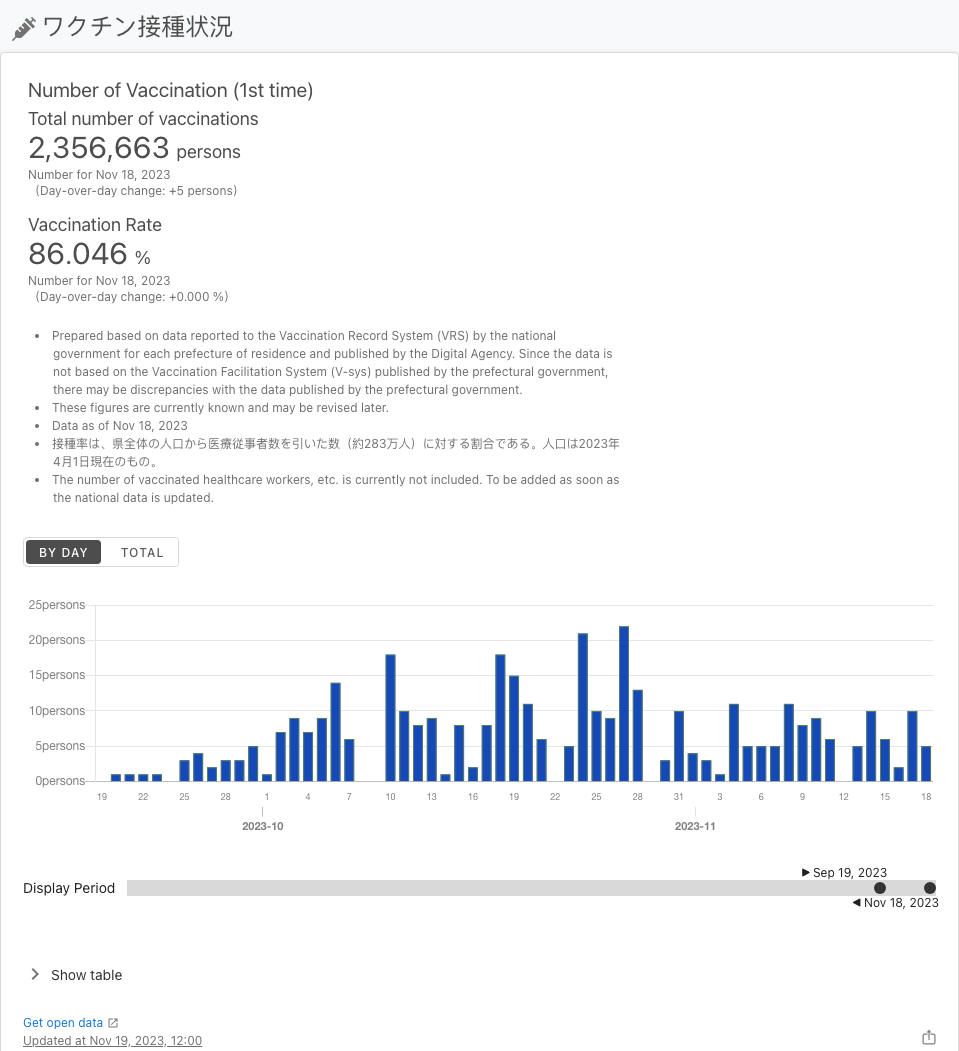 ワクチン接種状況
Number of Vaccination (1st time)
Total number of vaccinations
2,356,663 persons
Number for Nov 18, 2023
(Day-over-day change: +5 persons)
Vaccination Rate
86.046 %
Number for Nov 18, 2023
(Day-over-day change: +0.000 %)
• Prepared based on data reported to the Vaccination Record System (VRS) by the national
government for each prefecture of residence and published by the Digital Agency. Since the data is
not based on the Vaccination Facilitation System (V-sys) published by the prefectural government,
there may be discrepancies with the data published by the prefectural government.
• These figures are currently known and may be revised later.
• Data as of Nov 18, 2023
• 接種率は、県全体の人口から医療従事者数を引いた数（約283万人）に対する割合である。人口は2023年
4月1日現在のもの。
• The number of vaccinated healthcare workers, etc. is currently not included. To be added as soon as
the national data is updated.
BY DAY TOTAL
25persons
20persons
15persons
10persons
5persons
0persons
19 22 25 28 1 4 7 10 13 16 19 22 25 28 31 3 6 9 12 15 18
2023-10 2023-11
Sep 19, 2023
Display Period
Nov 18, 2023
Show table
Get open data
Updated at Nov 19, 2023, 12:00